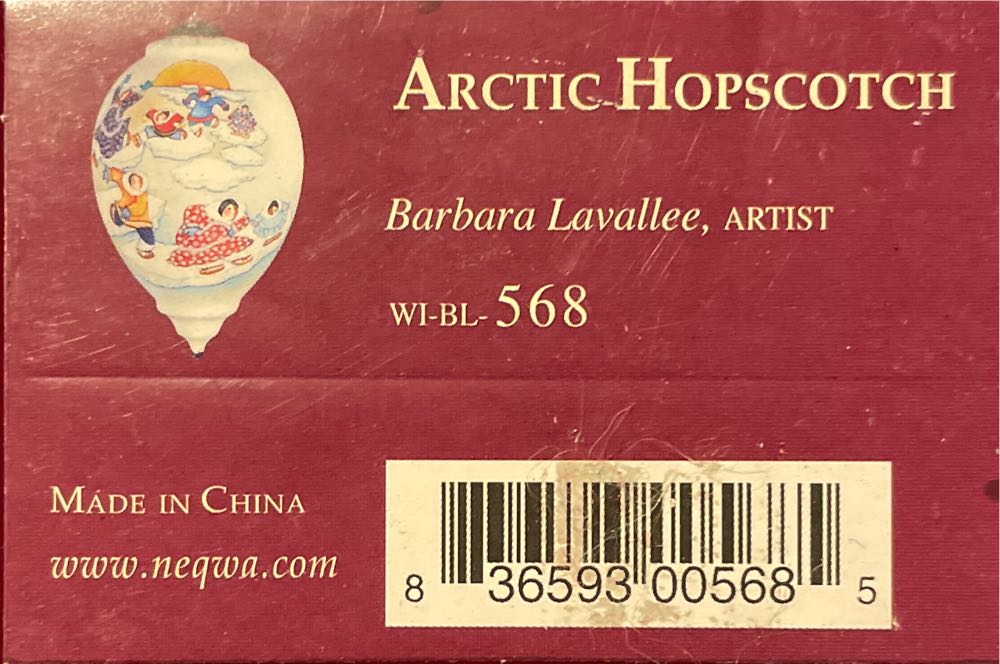 ARCTIC HOPSCOTCH
Barbara Lavallee, ARTIST
WI-BL-568
MADE IN CHINA
www.neqwa.com
8 36593 00568 5